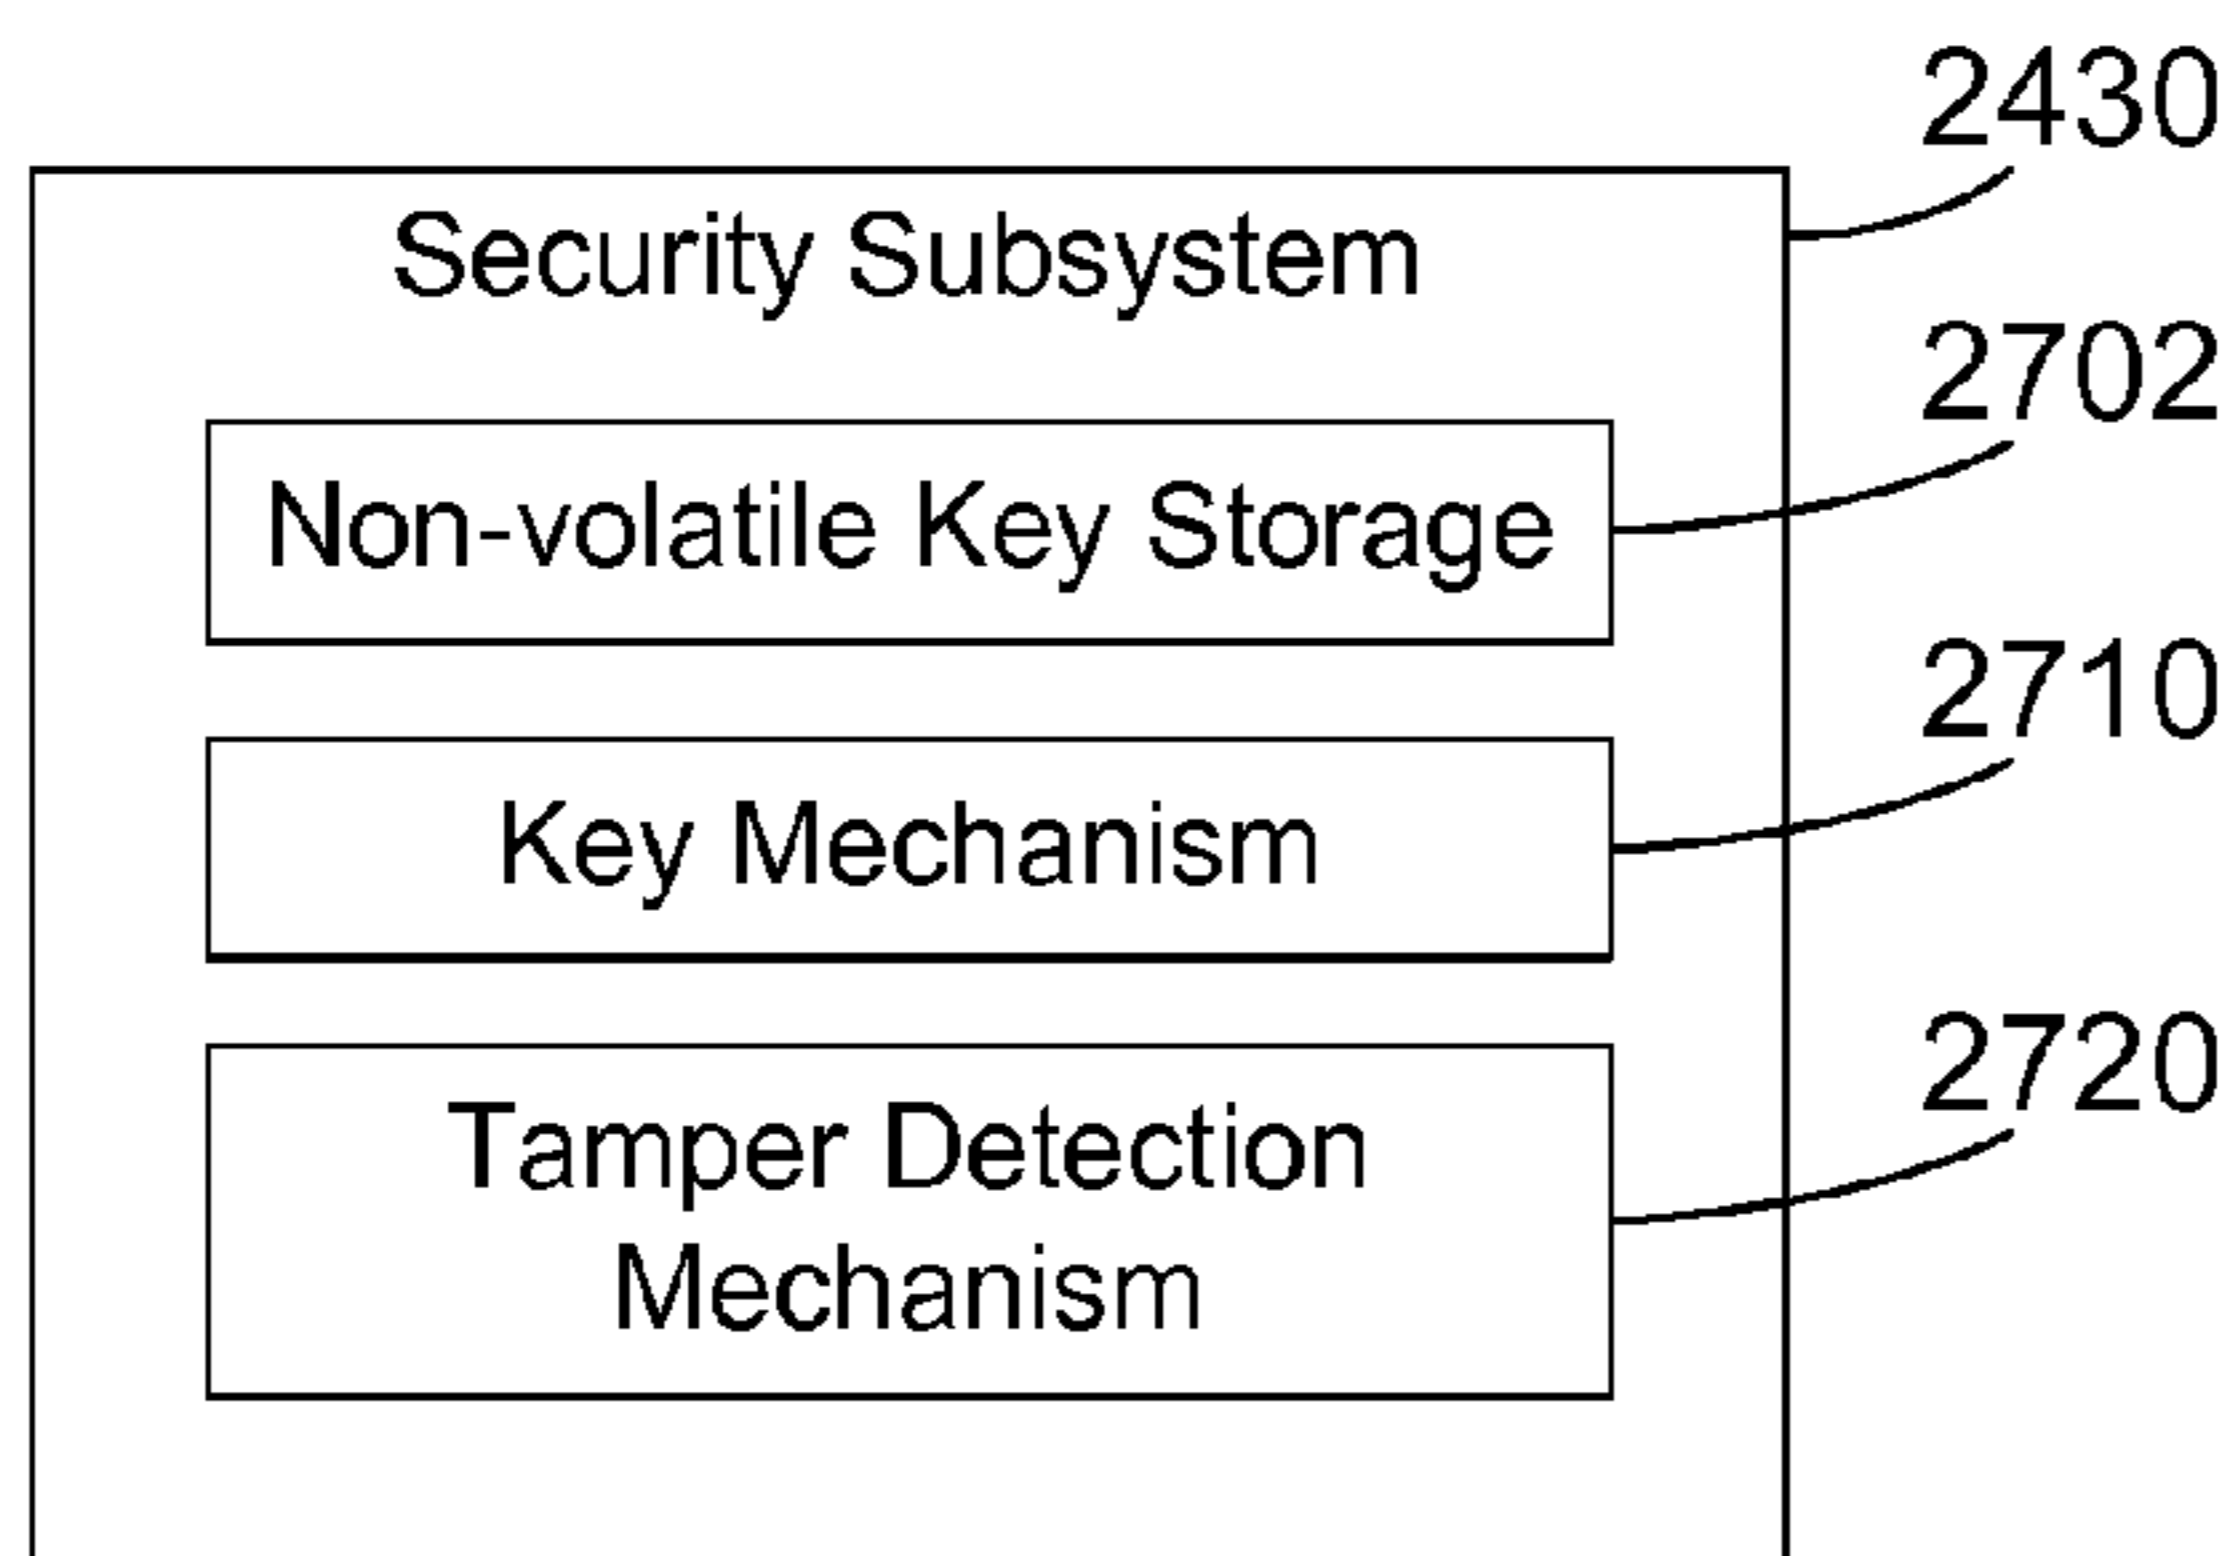 2430
Security Subsystem
2702
Non-volatile Key Storage
2710
Key Mechanism
2720
Tamper Detection
Mechanism